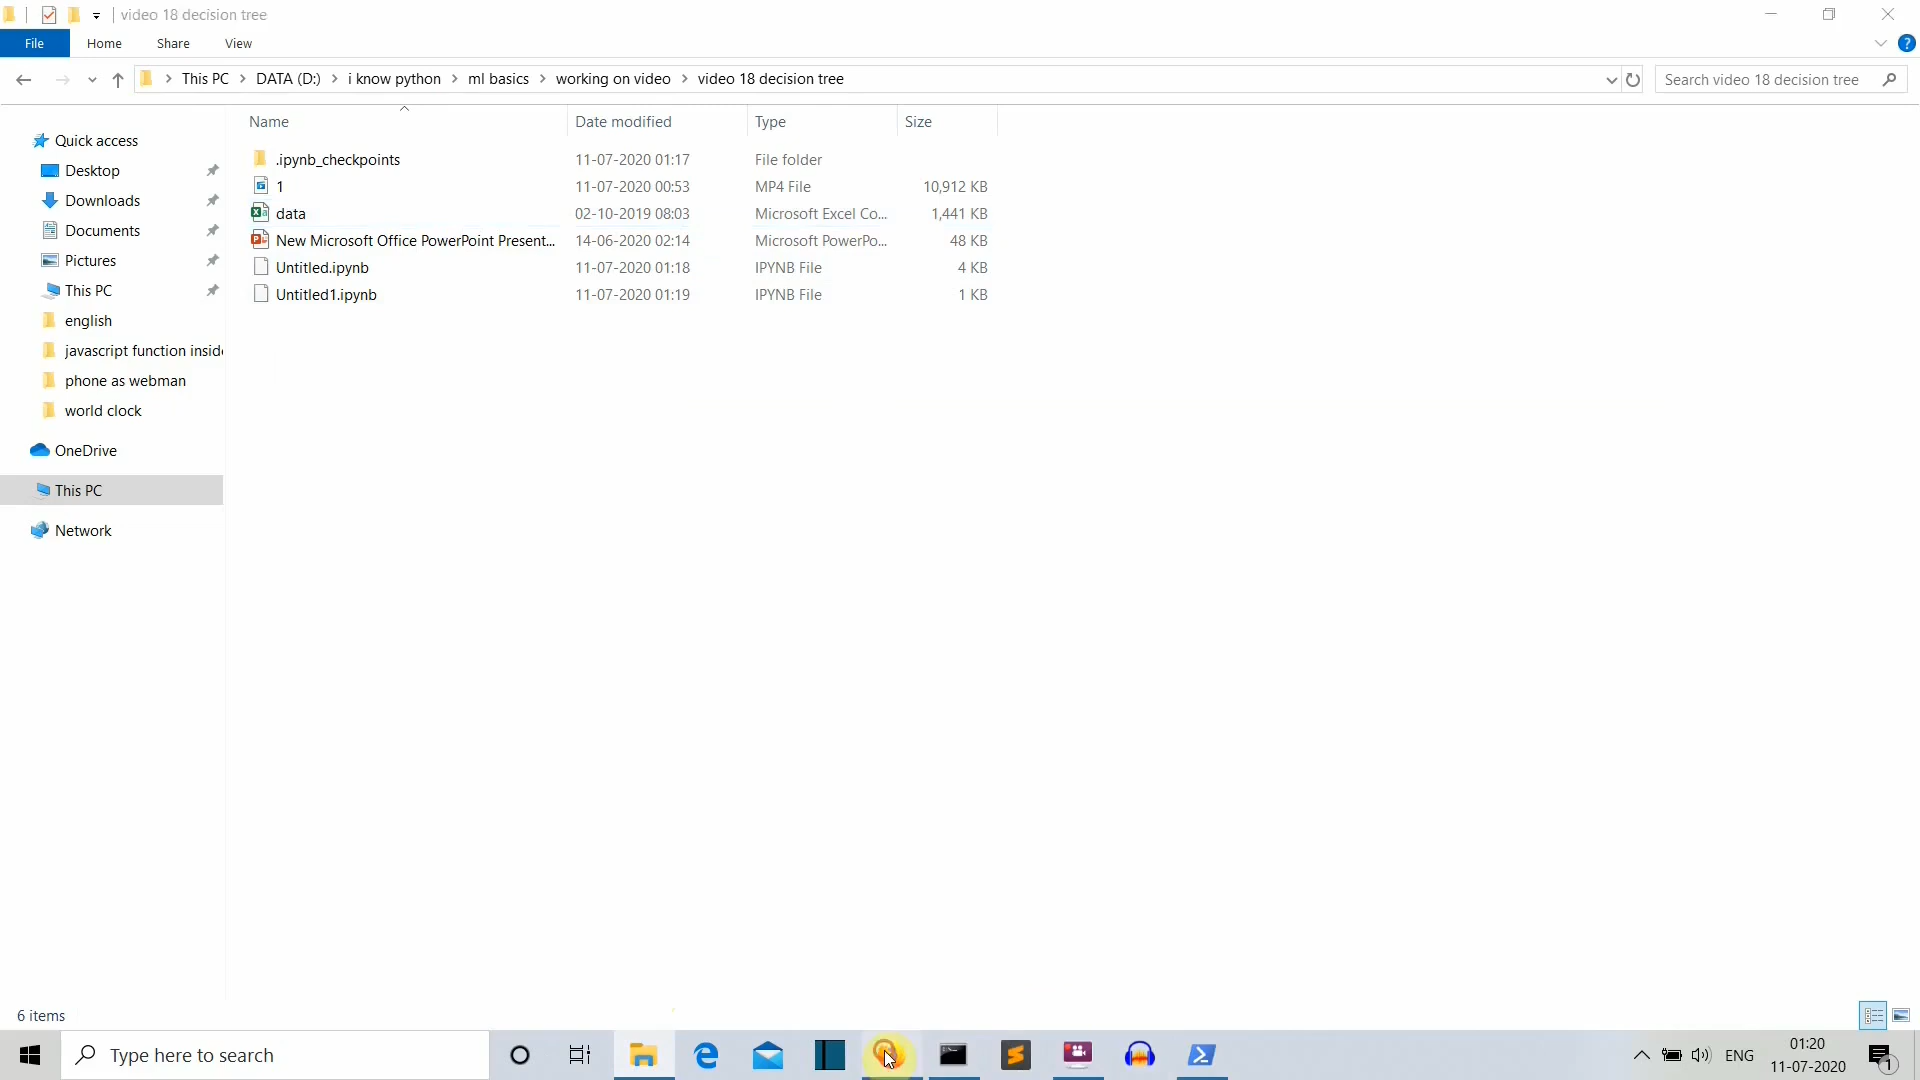 video 18 decision tree
File Home Share View ?
This PC DATA (D:) i know python ml basics working on video video 18 decision tree Search video 18 decision tree
Name Date modified Type Size
.ipynb_checkpoints 11-07-2020 01:17 File folder
1 11-07-2020 00:53 MP4 File 10,912 KB
data 02-10-2019 08:03 Microsoft Excel Co... 1,441 KB
New Microsoft Office PowerPoint Present... 14-06-2020 02:14 Microsoft PowerPo... 48 KB
Untitled.ipynb 11-07-2020 01:18 IPYNB File 4 KB
Untitled1.ipynb 11-07-2020 01:19 IPYNB File 1 KB
Quick access
Desktop
Downloads
Documents
Pictures
This PC
english
javascript function insid
phone as webman
world clock
OneDrive
This PC
Network
6 items
Type here to search ENG 01:20
11-07-2020 1